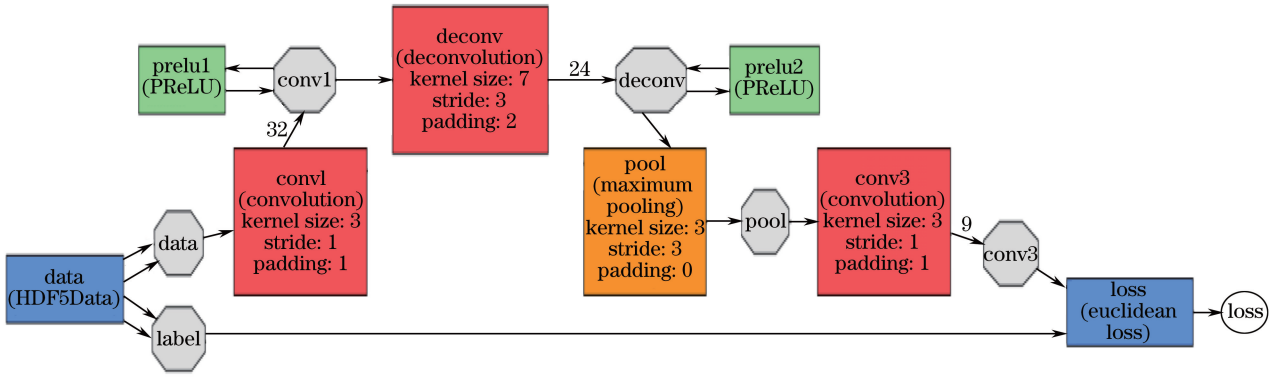 data
(HDF5Data)
data
label
convl
(convolution)
kernel size: 3
stride: 1
padding: 1
32
prelu1
(PReLU)
conv1
deconv
(deconvolution)
kernel size: 7
stride: 3
padding: 2
24
deconv
prelu2
(PReLU)
pool
(maximum
pooling)
kernel size: 3
stride: 3
padding: 0
pool
conv3
(convolution)
kernel size: 3
stride: 1
padding: 1
9
conv3
loss
(euclidean
loss)
loss